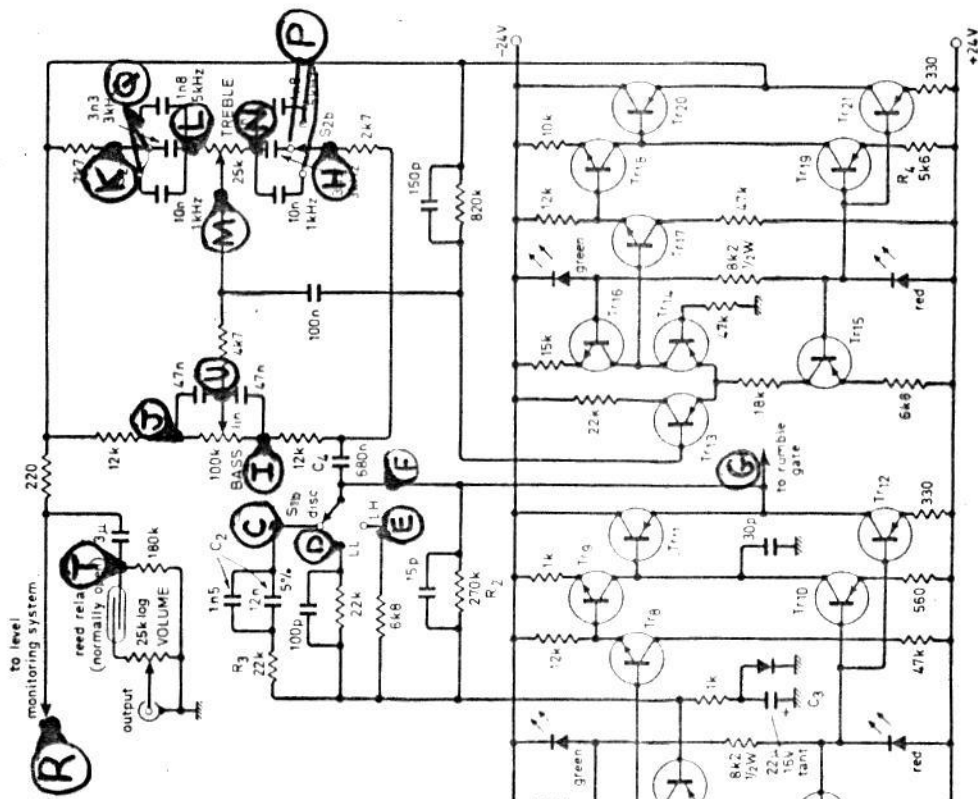 -24V
+24V
P
Q
3n3
3kHz
1n8
5kHz
2k7
K
L
TREBLE
N
S2b
2k7
H
25k
10n
1kHz
10n
1kHz
M
150p
820k
10k
Tr20
Tr18
12k
Tr17
47k
green
8k2
½W
Tr16
Tr14
47k
15k
22k
18k
Tr15
6k8
red
Tr19
R4
5k6
Tr21
330
100n
4k7
U
47n
47n
lin
J
12k
100k
BASS
I
12k
C4
680n
F
220
3µ
T
180k
reed relay
(normally
25k log
VOLUME
output
to level
monitoring system
R
C
S1b
disc
D
LL
E
LH
C2
1n5
12n
5%
100p
22k
R3
22k
6k8
15p
270k
R2
Tr13
G
to rumble
gate
Tr12
330
Tr11
30p
1k
Tr9
Tr10
560
12k
Tr8
47k
1k
C3
+
22µ
16V
tant
8k2
½W
green
red